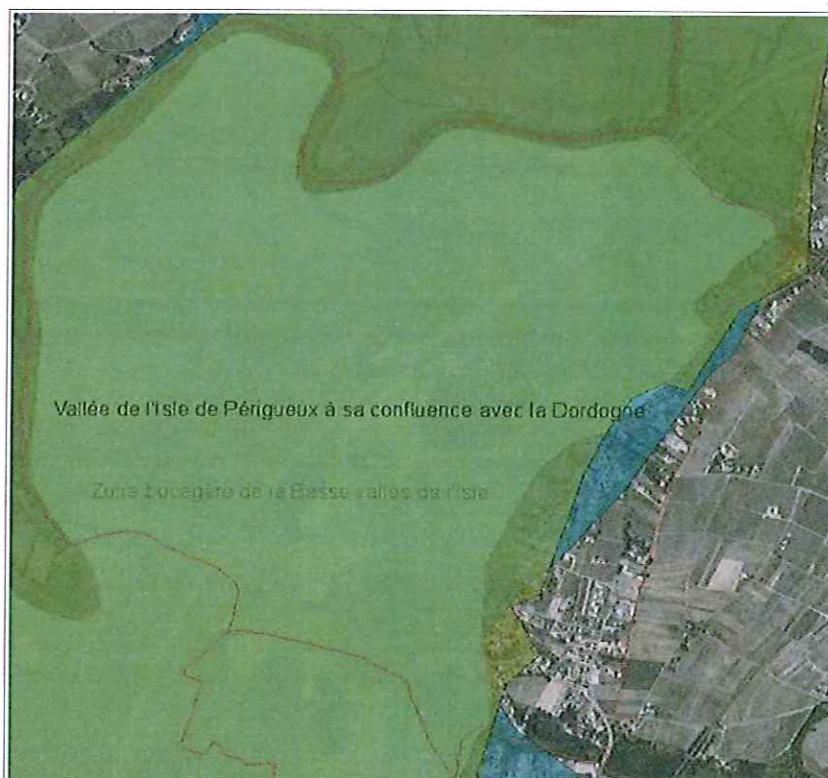 Vallée de l'Isle de Périgueux à sa confluence avec la Dordogne
Zone bocagère de la Basse vallée de l'Isle